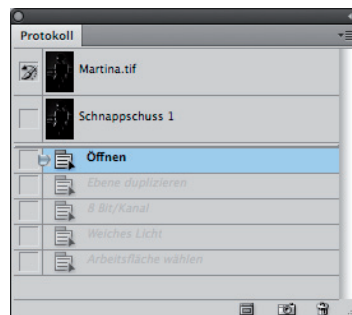 Protokoll
Martina.tif
Schnappschuss 1
Öffnen
Ebene duplizieren
8 Bit/Kanal
Weiches Licht
Arbeitsfläche wählen